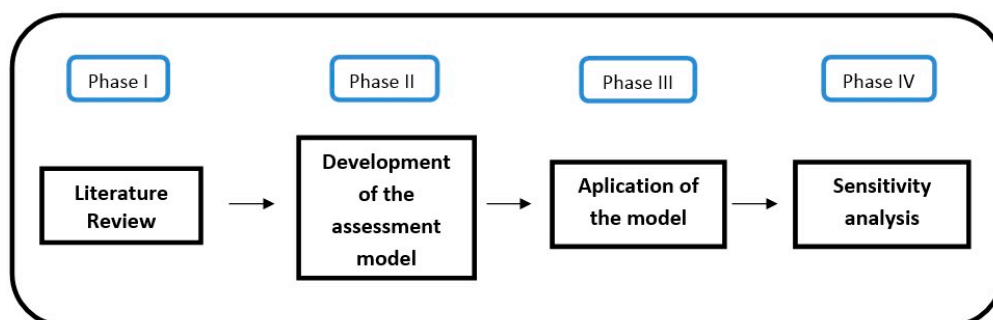 Phase I
Phase II
Phase III
Phase IV
Literature
Review
Development
of the
assessment
model
Aplication of
the model
Sensitivity
analysis